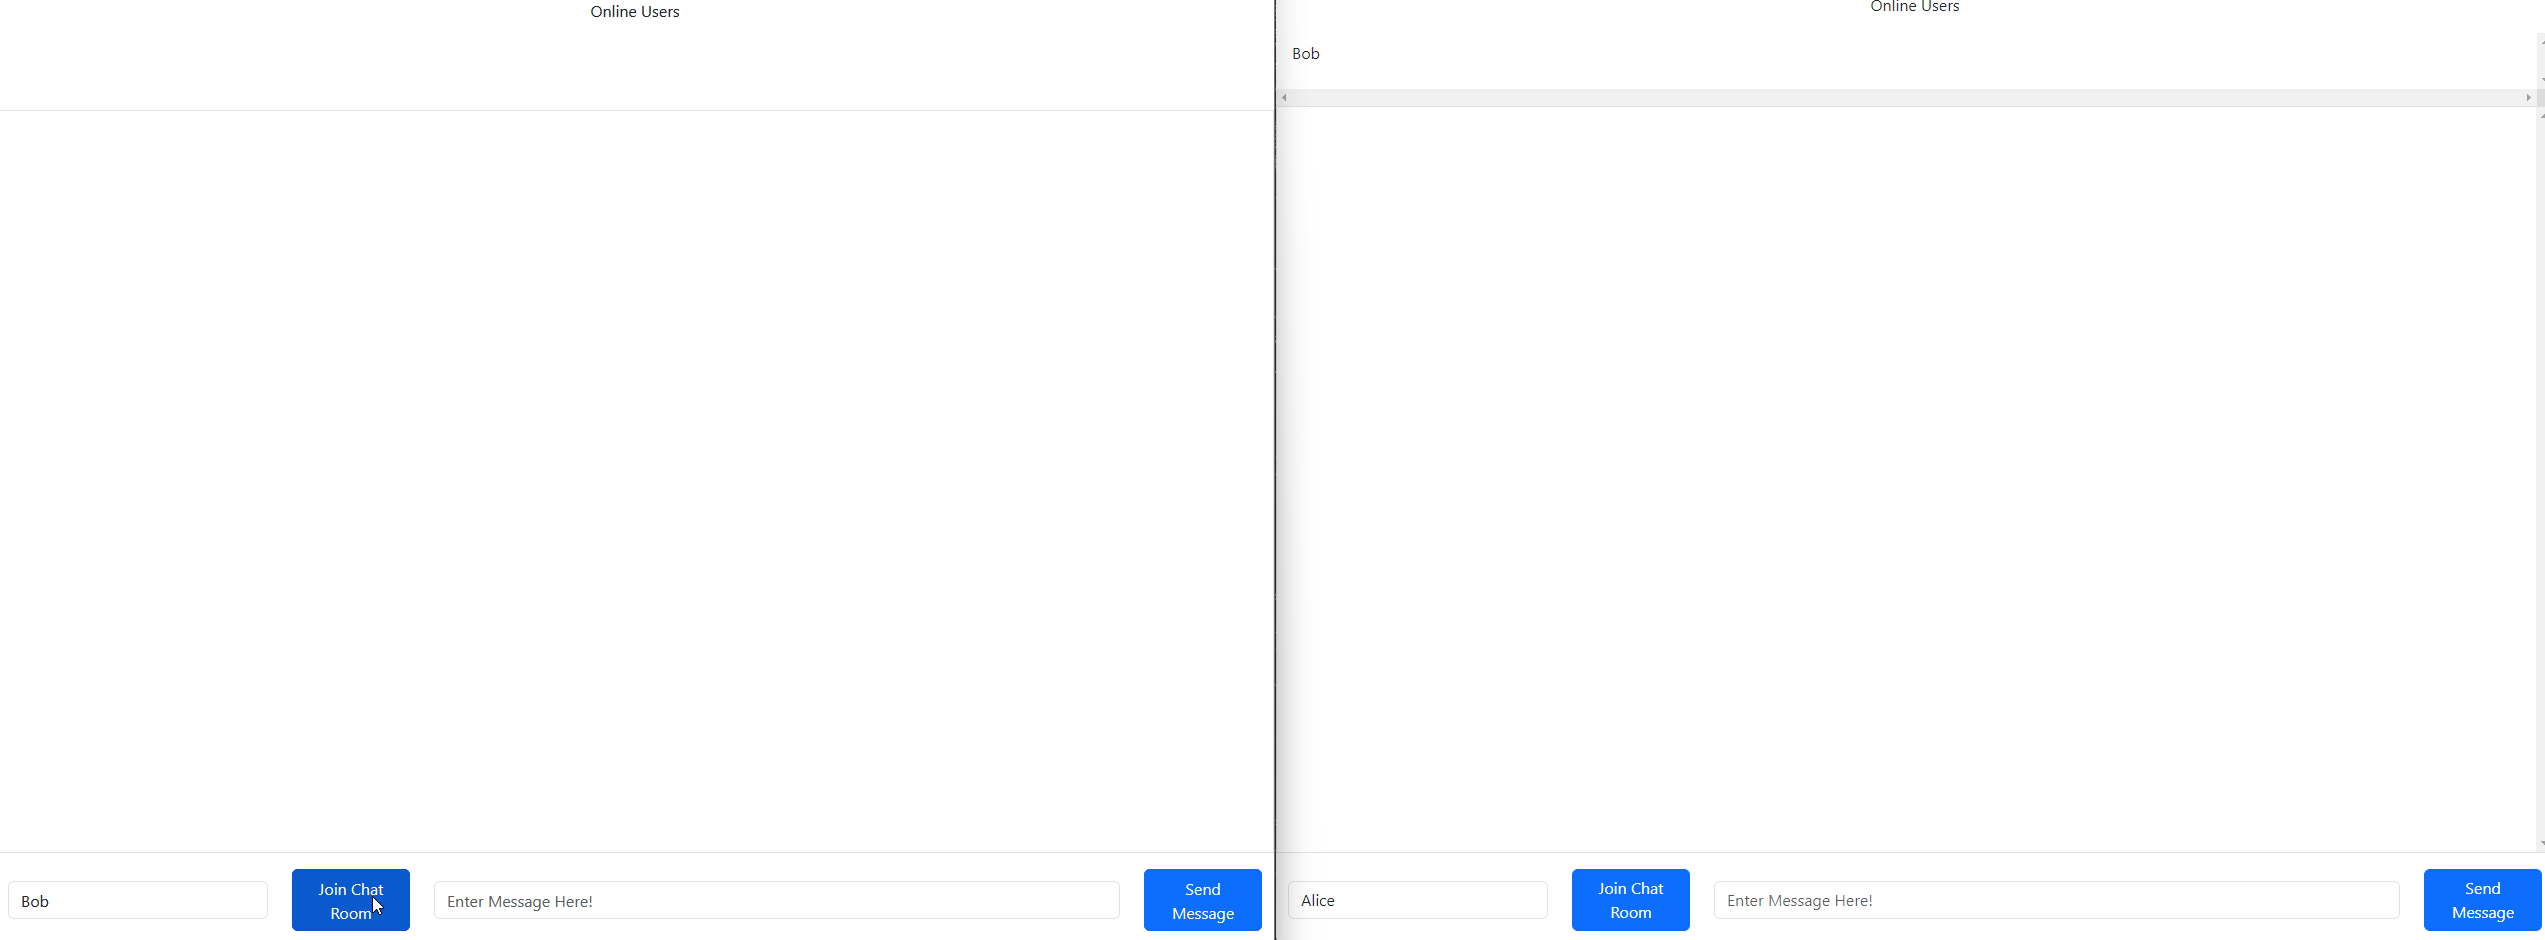 Online Users
Bob
Join Chat
Room
Enter Message Here!
Send
Message
Online Users
Bob
Alice
Join Chat
Room
Enter Message Here!
Send
Message